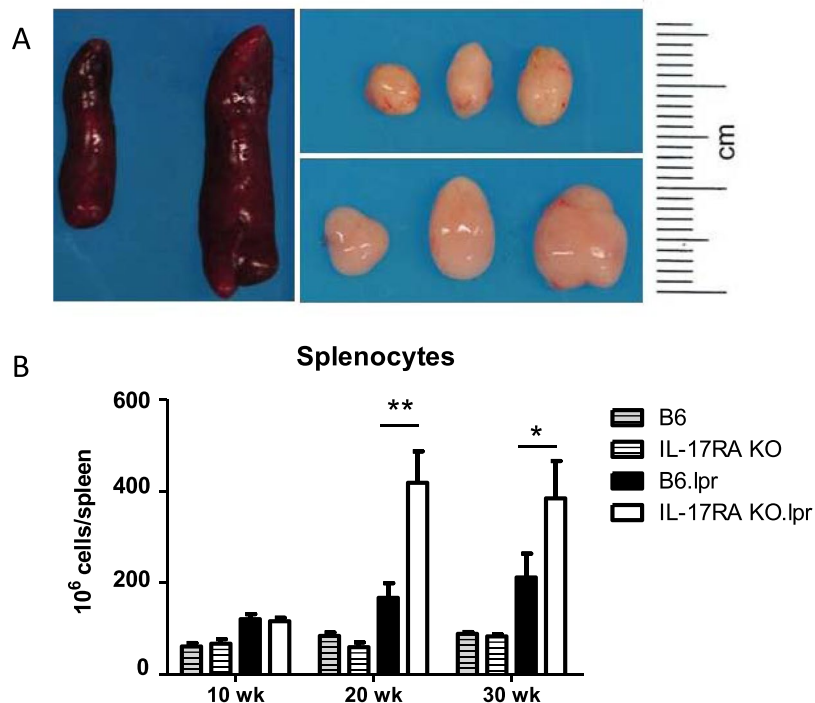 A
cm
B
Splenocytes
10⁶ cells/spleen
600
400
200
0
**
*
10 wk
20 wk
30 wk
B6
IL-17RA KO
B6.lpr
IL-17RA KO.lpr